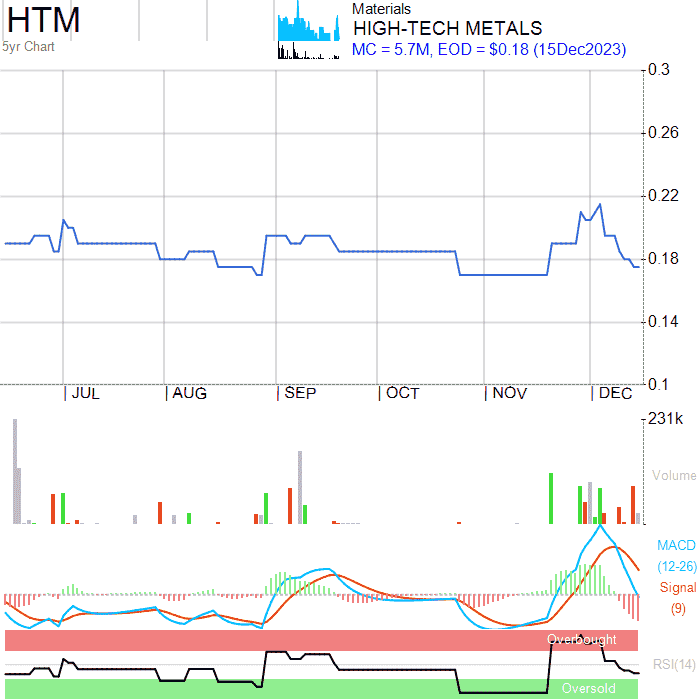 HTM
5yr Chart
Materials
HIGH-TECH METALS
MC = 5.7M, EOD = $0.18 (15Dec2023)
0.3
0.26
0.22
0.18
0.14
0.1
JUL AUG SEP OCT NOV DEC
231k
Volume
MACD
(12-26)
Signal
(9)
Overbought
RSI(14)
Oversold